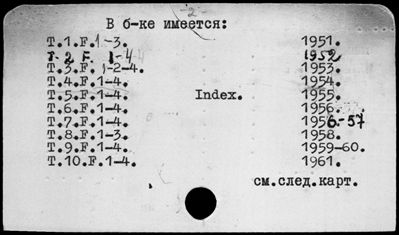 -2-
В б-ке имеется:
Т.1.F.1-3. 1951.
Т.2.F. 1-4 1952
Т.3.F. 1-2-4. 1953.
Т.4.F.1-4. 1954.
Т.5.F.1-4. Index. 1955.
Т.6.F.1-4. 1956.
Т.7.F.1-4. 1956-57
Т.8.F.1-3. 1958.
Т.9.F.1-4. 1959-60.
Т.10.F.1-4. 1961.
см.след.карт.